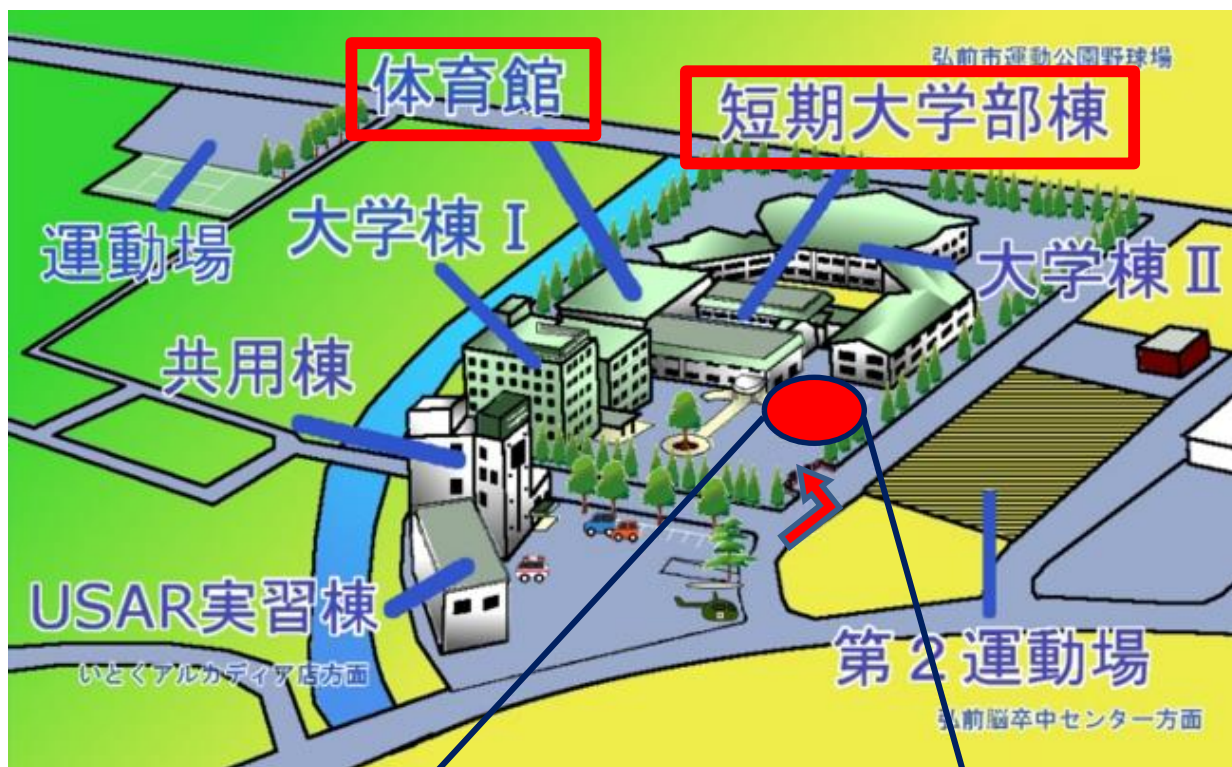 弘前市運動公園野球場
体育館
短期大学部棟
運動場
大学棟Ⅰ
大学棟Ⅱ
共用棟
USAR実習棟
いとくアルカディア店方面
第2運動場
弘前脳卒中センター方面